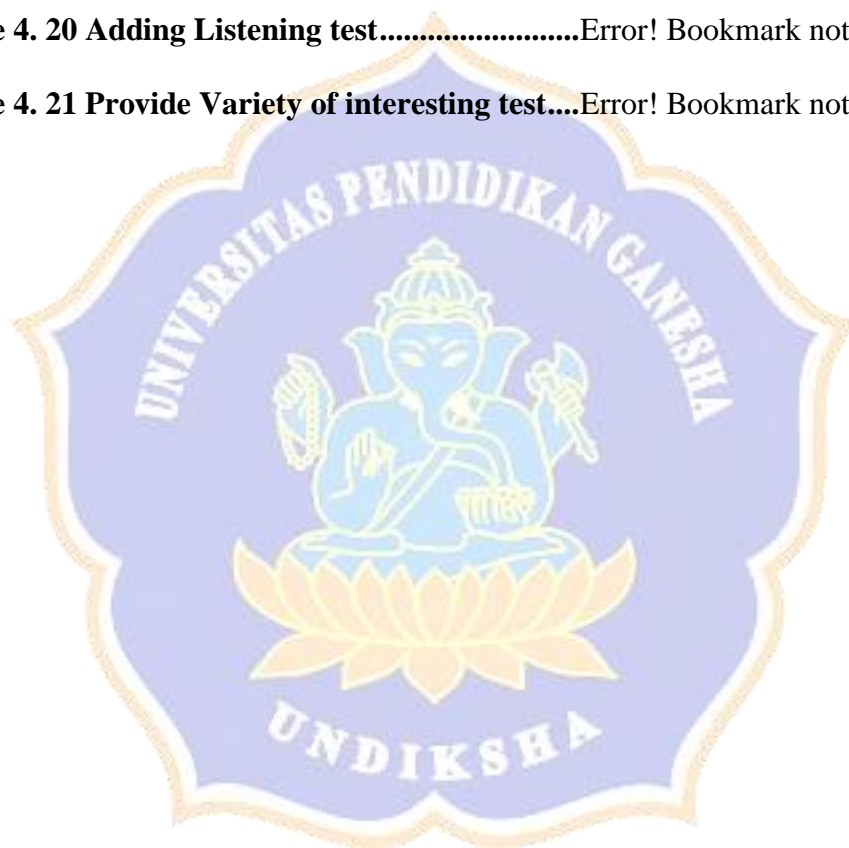 e 4. 20 Adding Listening test........................Error! Bookmark not
e 4. 21 Provide Variety of interesting test....Error! Bookmark not
UNIVERSITAS PENDIDIKAN GANESHA
UNDIKSHA